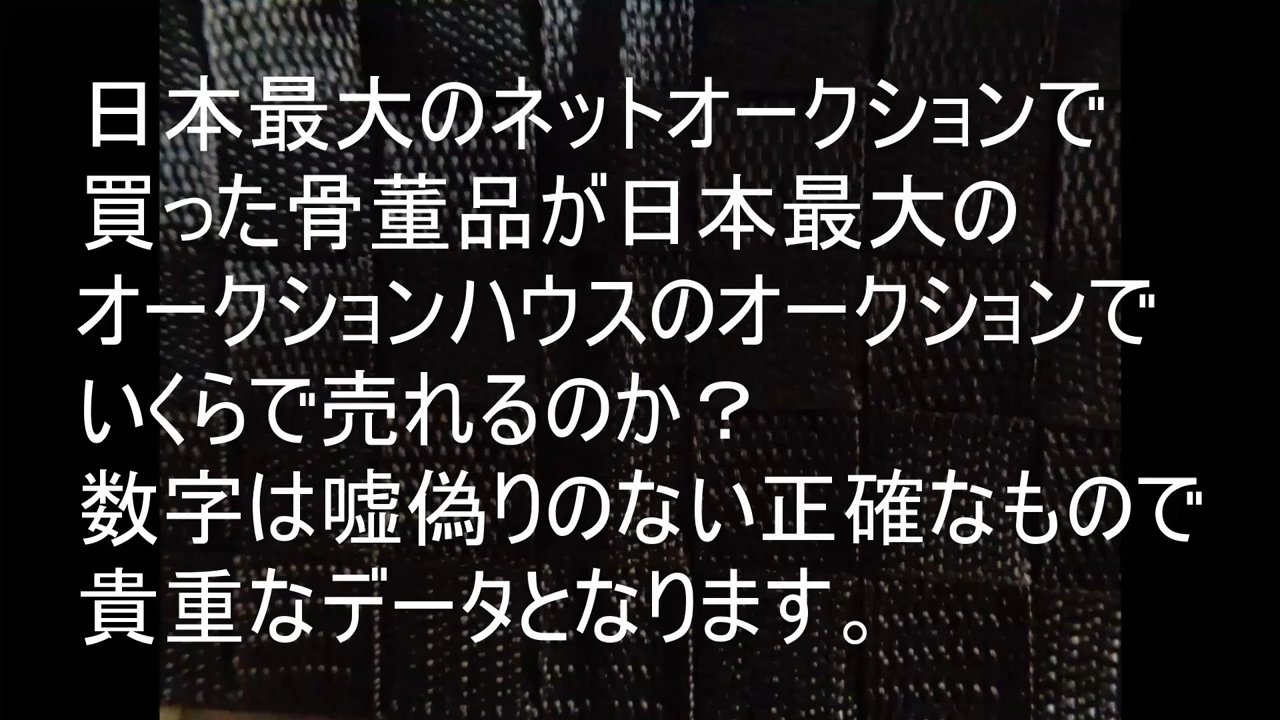 日本最大のネットオークションで
買った骨董品が日本最大の
オークションハウスのオークションで
いくらで売れるのか？
数字は嘘偽りのない正確なもので
貴重なデータとなります。